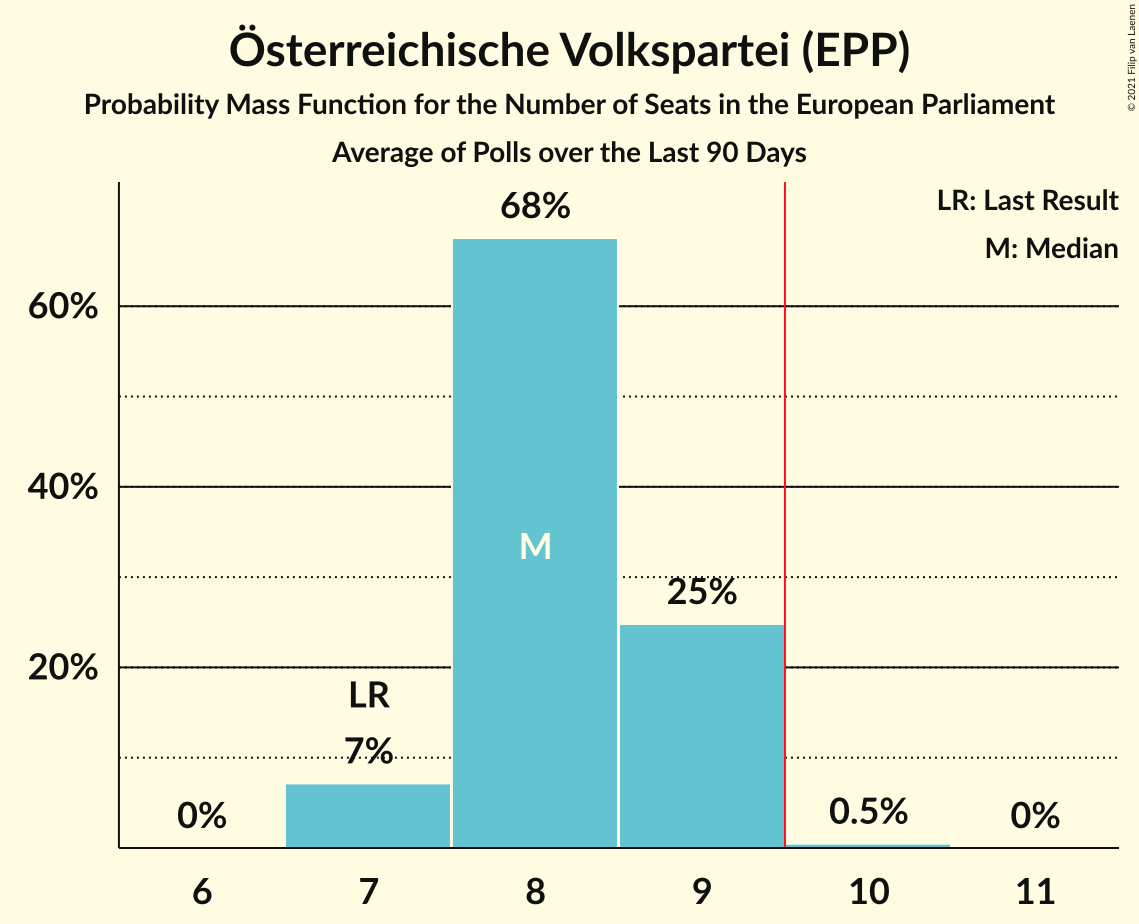 Österreichische Volkspartei (EPP)
Probability Mass Function for the Number of Seats in the European Parliament
Average of Polls over the Last 90 Days
© 2021 Filip van Laenen
LR: Last Result
M: Median
68%
60%
40%
M
25%
20%
LR
7%
0%
0.5%
0%
6 7 8 9 10 11